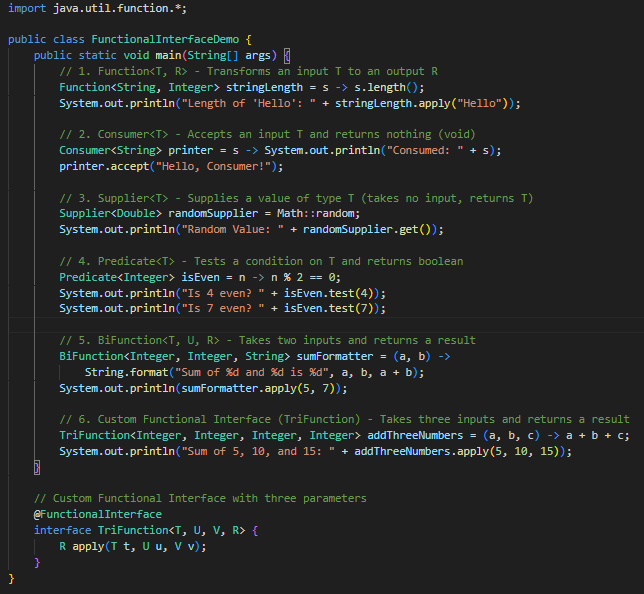 import java.util.function.*;
public class FunctionalInterfaceDemo {
public static void main(String[] args) {
// 1. Function<T, R> - Transforms an input T to an output R
Function<String, Integer> stringLength = s -> s.length();
System.out.println("Length of 'Hello': " + stringLength.apply("Hello"));
// 2. Consumer<T> - Accepts an input T and returns nothing (void)
Consumer<String> printer = s -> System.out.println("Consumed: " + s);
printer.accept("Hello, Consumer!");
// 3. Supplier<T> - Supplies a value of type T (takes no input, returns T)
Supplier<Double> randomSupplier = Math::random;
System.out.println("Random Value: " + randomSupplier.get());
// 4. Predicate<T> - Tests a condition on T and returns boolean
Predicate<Integer> isEven = n -> n % 2 == 0;
System.out.println("Is 4 even? " + isEven.test(4));
System.out.println("Is 7 even? " + isEven.test(7));
// 5. BiFunction<T, U, R> - Takes two inputs and returns a result
BiFunction<Integer, Integer, String> sumFormatter = (a, b) ->
String.format("Sum of %d and %d is %d", a, b, a + b);
System.out.println(sumFormatter.apply(5, 7));
// 6. Custom Functional Interface (TriFunction) - Takes three inputs and returns a result
TriFunction<Integer, Integer, Integer, Integer> addThreeNumbers = (a, b, c) -> a + b + c;
System.out.println("Sum of 5, 10, and 15: " + addThreeNumbers.apply(5, 10, 15));
}
// Custom Functional Interface with three parameters
@FunctionalInterface
interface TriFunction<T, U, V, R> {
R apply(T t, U u, V v);
}
}